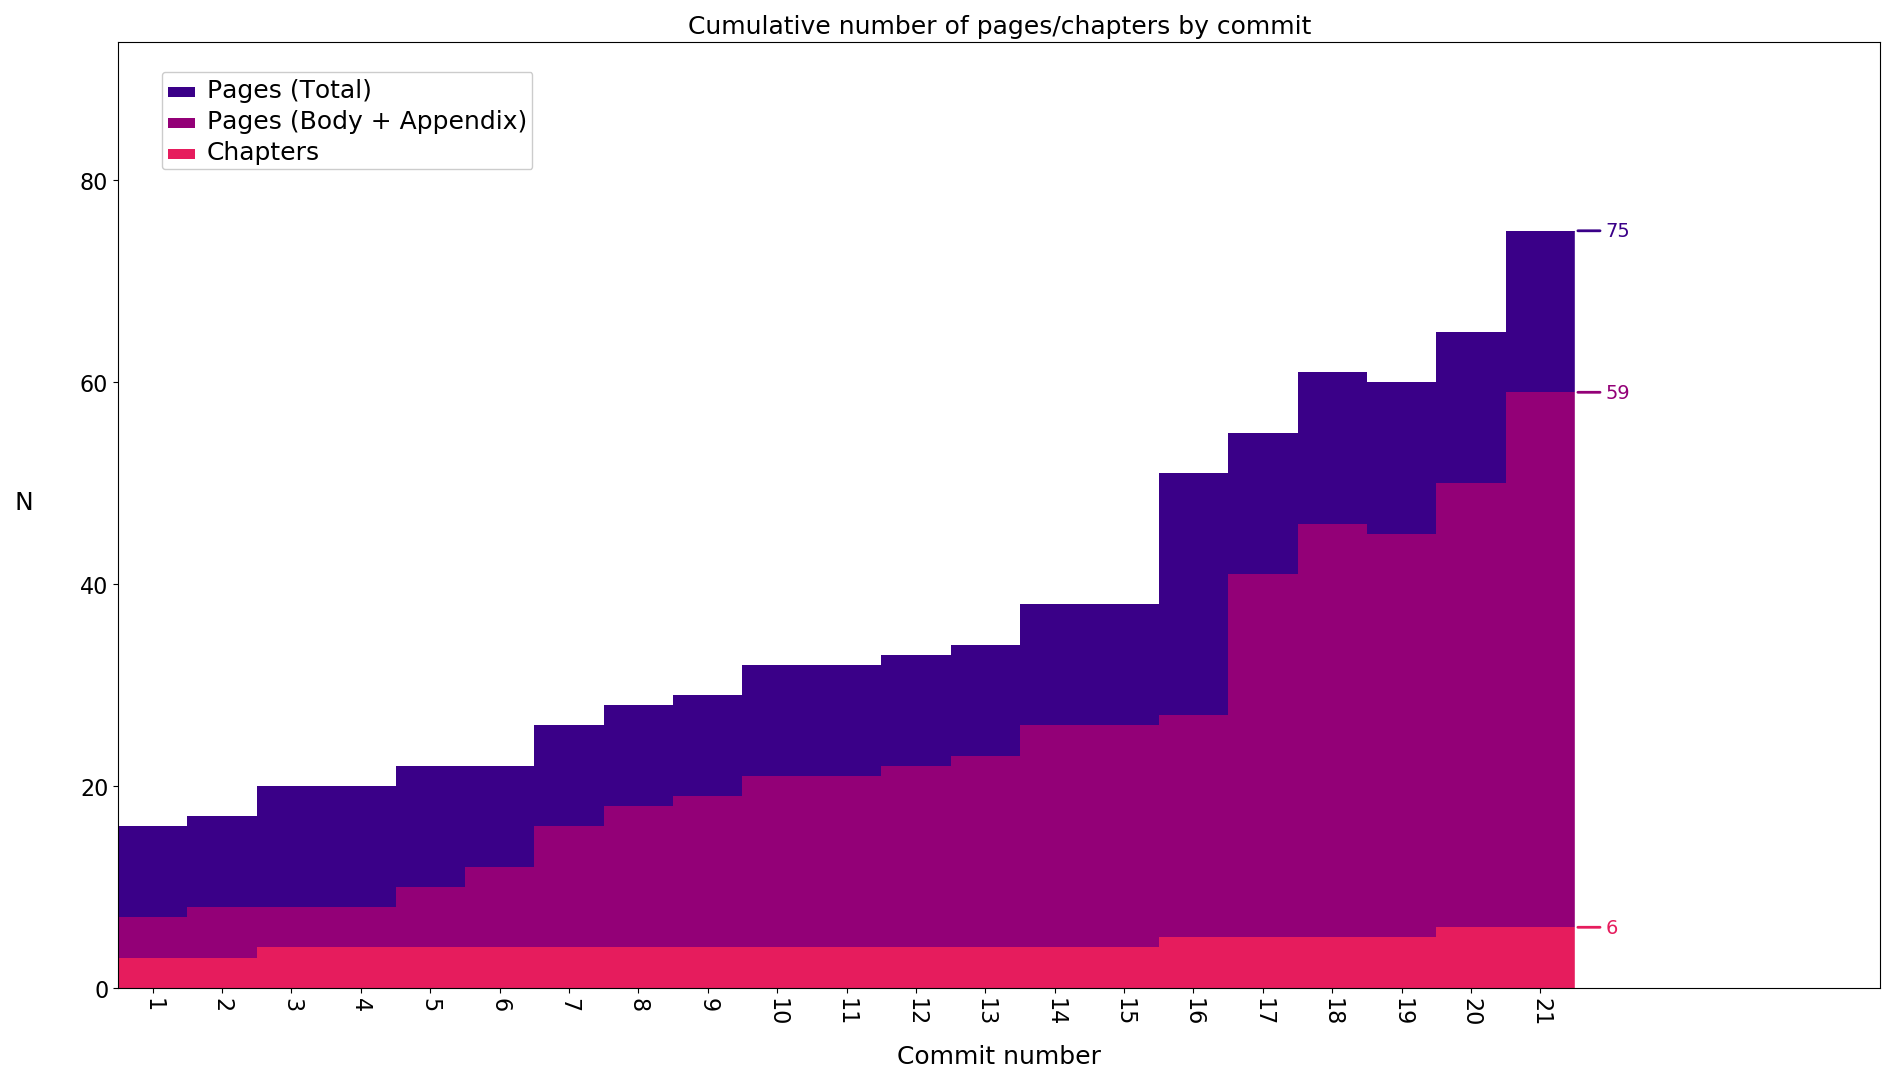 Cumulative number of pages/chapters by commit
Pages (Total)
Pages (Body + Appendix)
Chapters
80
60
40
20
0
N
75
59
6
1 2 3 4 5 6 7 8 9 10 11 12 13 14 15 16 17 18 19 20 21
Commit number